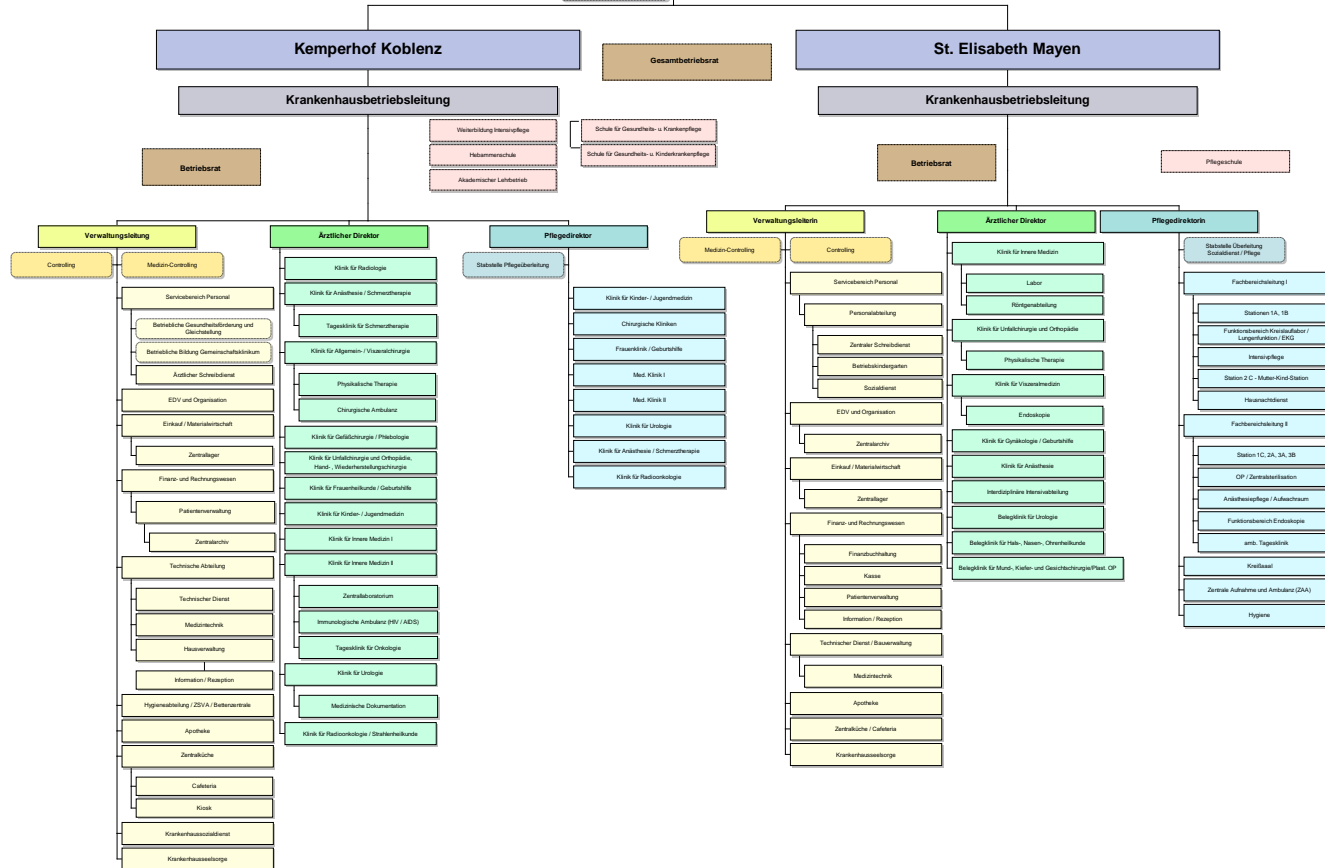 Kemperhof Koblenz
Gesamtbetriebsrat
St. Elisabeth Mayen
Krankenhausbetriebsleitung
Krankenhausbetriebsleitung
Weiterbildung Intensivpflege
Schule für Gesundheits- u. Krankenpflege
Hebammenschule
Schule für Gesundheits- u. Kinderkrankenpflege
Akademischer Lehrbetrieb
Betriebsrat
Betriebsrat
Pflegeschule
Verwaltungsleitung
Controlling
Medizin-Controlling
Servicebereich Personal
Betriebliche Gesundheitsförderung und
Gleichstellung
Betriebliche Bildung Gemeinschaftsklinikum
Ärztlicher Schreibdienst
EDV und Organisation
Einkauf / Materialwirtschaft
Zentrallager
Finanz- und Rechnungswesen
Patientenverwaltung
Zentralarchiv
Technische Abteilung
Technischer Dienst
Medizintechnik
Hausverwaltung
Information / Rezeption
Hygieneabteilung / ZSVA / Bettenzentrale
Apotheke
Zentralküche
Cafeteria
Kiosk
Krankenhaussozialdienst
Krankenhausseelsorge
Ärztlicher Direktor
Klinik für Radiologie
Klinik für Anästhesie / Schmerztherapie
Tagesklinik für Schmerztherapie
Klinik für Allgemein- / Viszeralchirurgie
Physikalische Therapie
Chirurgische Ambulanz
Klinik für Gefäßchirurgie / Phlebologie
Klinik für Unfallchirurgie und Orthopädie,
Hand- , Wiederherstellungschirurgie
Klinik für Frauenheilkunde / Geburtshilfe
Klinik für Kinder- / Jugendmedizin
Klinik für Innere Medizin I
Klinik für Innere Medizin II
Zentrallaboratorium
Immunologische Ambulanz (HIV / AIDS)
Tagesklinik für Onkologie
Klinik für Urologie
Medizinische Dokumentation
Klinik für Radioonkologie / Strahlenheilkunde
Pflegedirektor
Stabstelle Pflegeüberleitung
Klinik für Kinder- / Jugendmedizin
Chirurgische Kliniken
Frauenklinik / Geburtshilfe
Med. Klinik I
Med. Klinik II
Klinik für Urologie
Klinik für Anästhesie / Schmerztherapie
Klinik für Radioonkologie
Verwaltungsleiterin
Medizin-Controlling
Controlling
Servicebereich Personal
Personalabteilung
Zentraler Schreibdienst
Betriebskindergarten
Sozialdienst
EDV und Organisation
Zentralarchiv
Einkauf / Materialwirtschaft
Zentrallager
Finanz- und Rechnungswesen
Finanzbuchhaltung
Kasse
Patientenverwaltung
Information / Rezeption
Technischer Dienst / Bauverwaltung
Medizintechnik
Apotheke
Zentralküche / Cafeteria
Krankenhausseelsorge
Ärztlicher Direktor
Klinik für Innere Medizin
Labor
Röntgenabteilung
Klinik für Unfallchirurgie und Orthopädie
Physikalische Therapie
Klinik für Viszeralmedizin
Endoskopie
Klinik für Gynäkologie / Geburtshilfe
Klinik für Anästhesie
Interdiziplinäre Intensivabteilung
Belegklinik für Urologie
Belegklinik für Hals-, Nasen-, Ohrenheilkunde
Belegklinik für Mund-, Kiefer- und Gesichtschirurgie/Plast. OP
Pflegedirektorin
Stabstelle Überleitung
Sozialdienst / Pflege
Fachbereichsleitung I
Stationen 1A, 1B
Funktionsbereich Kreislauflabor /
Lungenfunktion / EKG
Intensivpflege
Station 2 C - Mutter-Kind-Station
Hausnachtdienst
Fachbereichsleitung II
Station 1C, 2A, 3A, 3B
OP / Zentralsterilisation
Anästhesiepflege / Aufwachraum
Funktionsbereich Endoskopie
amb. Tagesklinik
Kreißsaal
Zentrale Aufnahme und Ambulanz (ZAA)
Hygiene